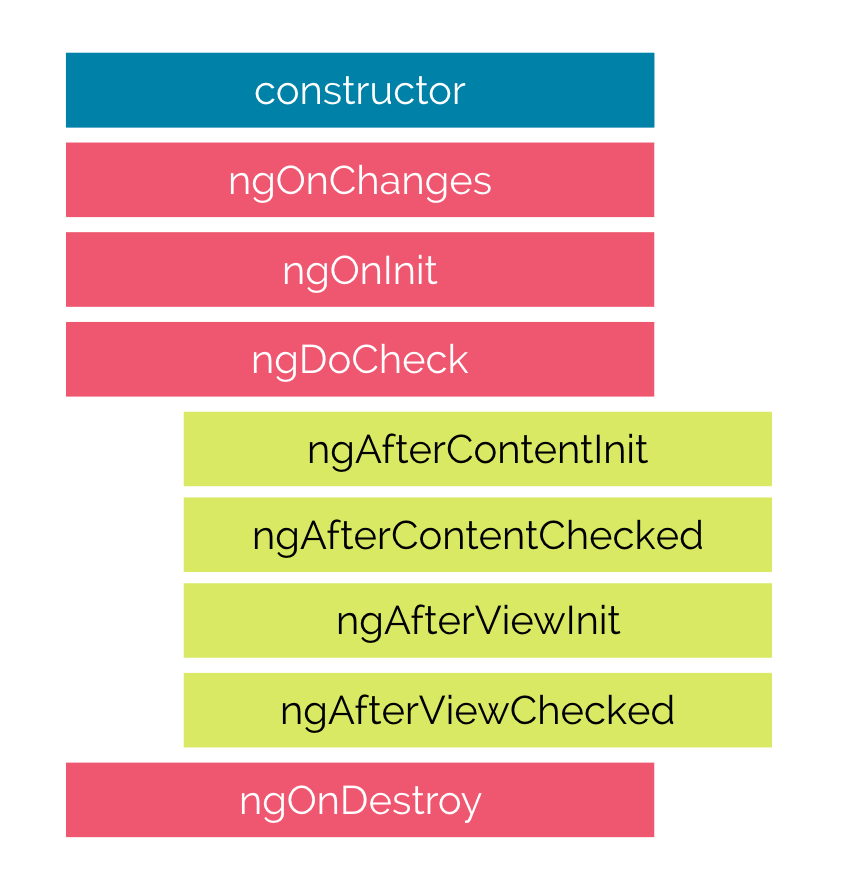 constructor
ngOnChanges
ngOnInit
ngDoCheck
ngAfterContentInit
ngAfterContentChecked
ngAfterViewInit
ngAfterViewChecked
ngOnDestroy